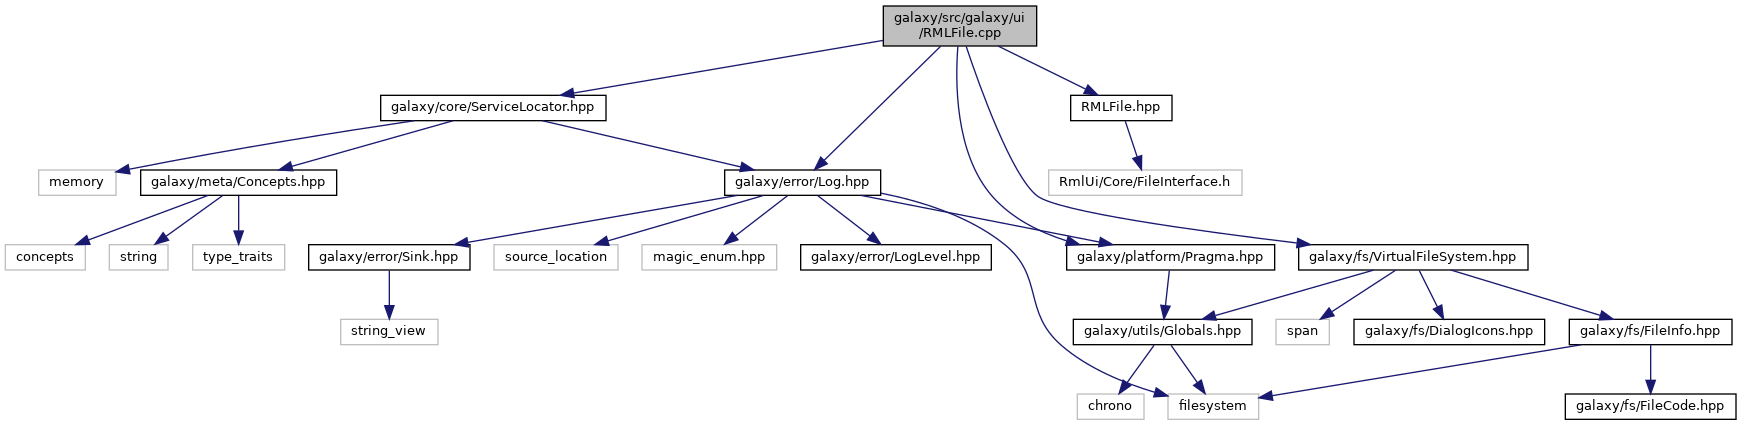 galaxy/src/galaxy/ui
/RMLFile.cpp
galaxy/core/ServiceLocator.hpp
RMLFile.hpp
memory
galaxy/meta/Concepts.hpp
galaxy/error/Log.hpp
RmlUi/Core/FileInterface.h
concepts
string
type_traits
galaxy/error/Sink.hpp
source_location
magic_enum.hpp
galaxy/error/LogLevel.hpp
galaxy/platform/Pragma.hpp
galaxy/fs/VirtualFileSystem.hpp
string_view
galaxy/utils/Globals.hpp
span
galaxy/fs/DialogIcons.hpp
galaxy/fs/FileInfo.hpp
chrono
filesystem
galaxy/fs/FileCode.hpp